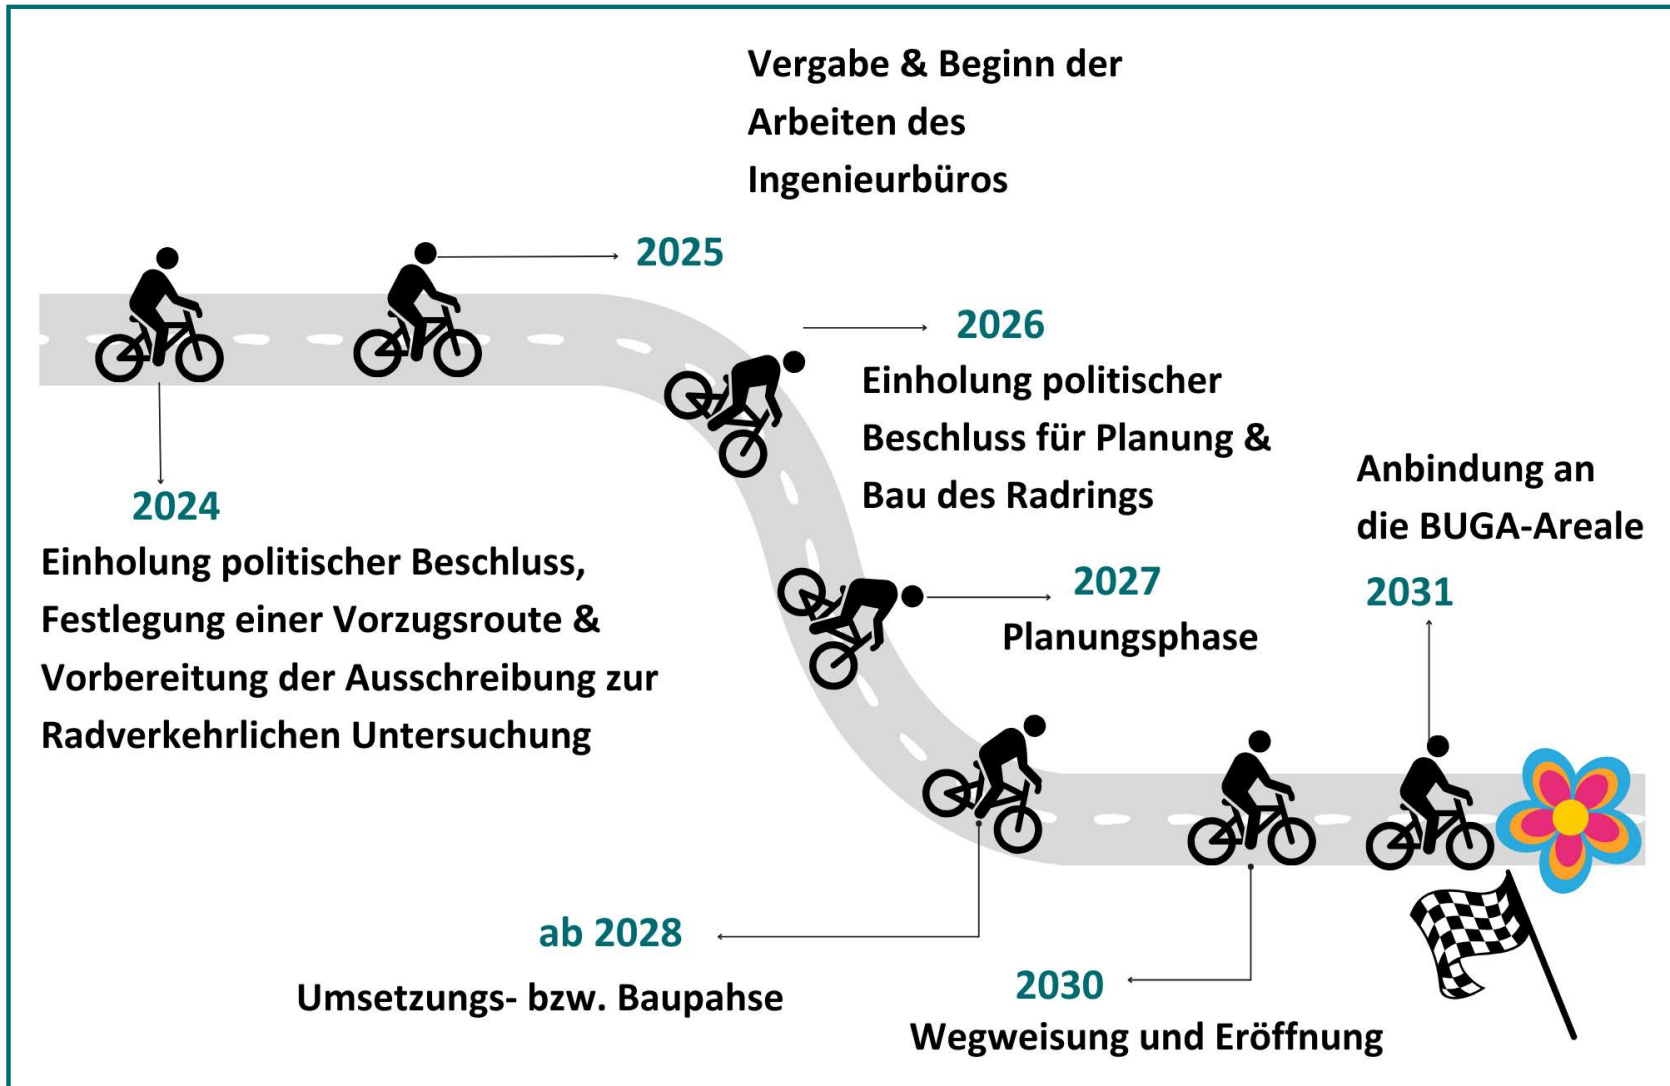 2024
Einholung politischer Beschluss,
Festlegung einer Vorzugsroute &
Vorbereitung der Ausschreibung zur
Radverkehrlichen Untersuchung
Vergabe & Beginn der
Arbeiten des
Ingenieurbüros
2025
2026
Einholung politischer
Beschluss für Planung &
Bau des Radrings
2027
Planungsphase
ab 2028
Umsetzungs- bzw. Baupahse
2030
Wegweisung und Eröffnung
Anbindung an
die BUGA-Areale
2031